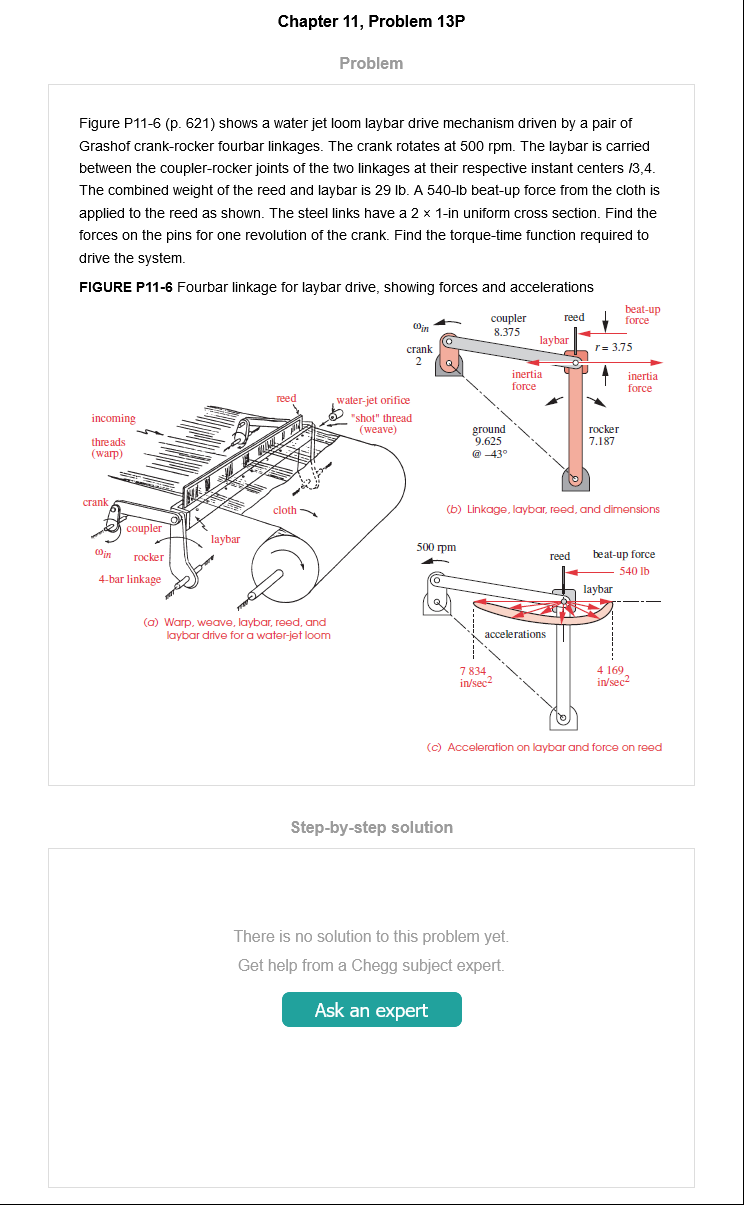 Chapter 11, Problem 13P
Problem
Figure P11-6 (p. 621) shows a water jet loom laybar drive mechanism driven by a pair of
Grashof crank-rocker fourbar linkages. The crank rotates at 500 rpm. The laybar is carried
between the coupler-rocker joints of the two linkages at their respective instant centers I3,4.
The combined weight of the reed and laybar is 29 lb. A 540-lb beat-up force from the cloth is
applied to the reed as shown. The steel links have a 2 × 1-in uniform cross section. Find the
forces on the pins for one revolution of the crank. Find the torque-time function required to
drive the system.
FIGURE P11-6 Fourbar linkage for laybar drive, showing forces and accelerations
beat-up
force
ωin
coupler
8.375
reed
laybar
r = 3.75
crank
2
inertia
force
inertia
force
ground
9.625
@ –43°
rocker
7.187
(b) Linkage, laybar, reed, and dimensions
reed
water-jet orifice
"shot" thread
(weave)
incoming
threads
(warp)
crank
coupler
cloth
laybar
ωin
rocker
4-bar linkage
(a) Warp, weave, laybar, reed, and
laybar drive for a water-jet loom
500 rpm
reed
beat-up force
540 lb
laybar
accelerations
7 834
in/sec2
4 169
in/sec2
(c) Acceleration on laybar and force on reed
Step-by-step solution
There is no solution to this problem yet.
Get help from a Chegg subject expert.
Ask an expert